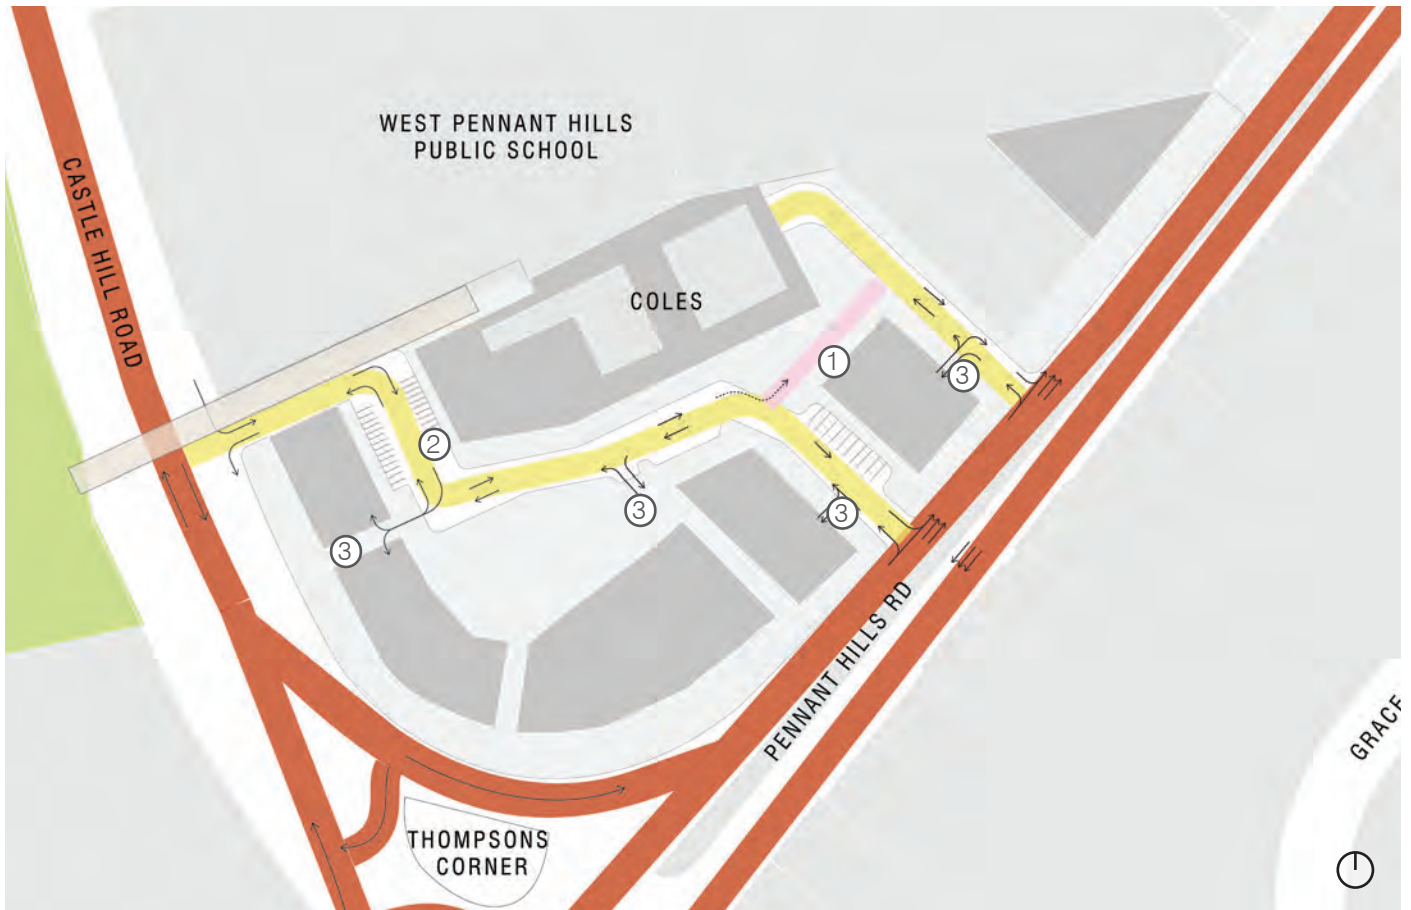 WEST PENNANT HILLS
PUBLIC SCHOOL
CASTLE HILL ROAD
COLES
1
3
2
3
3
3
PENNANT HILLS RD
GRACE
THOMPSONS
CORNER